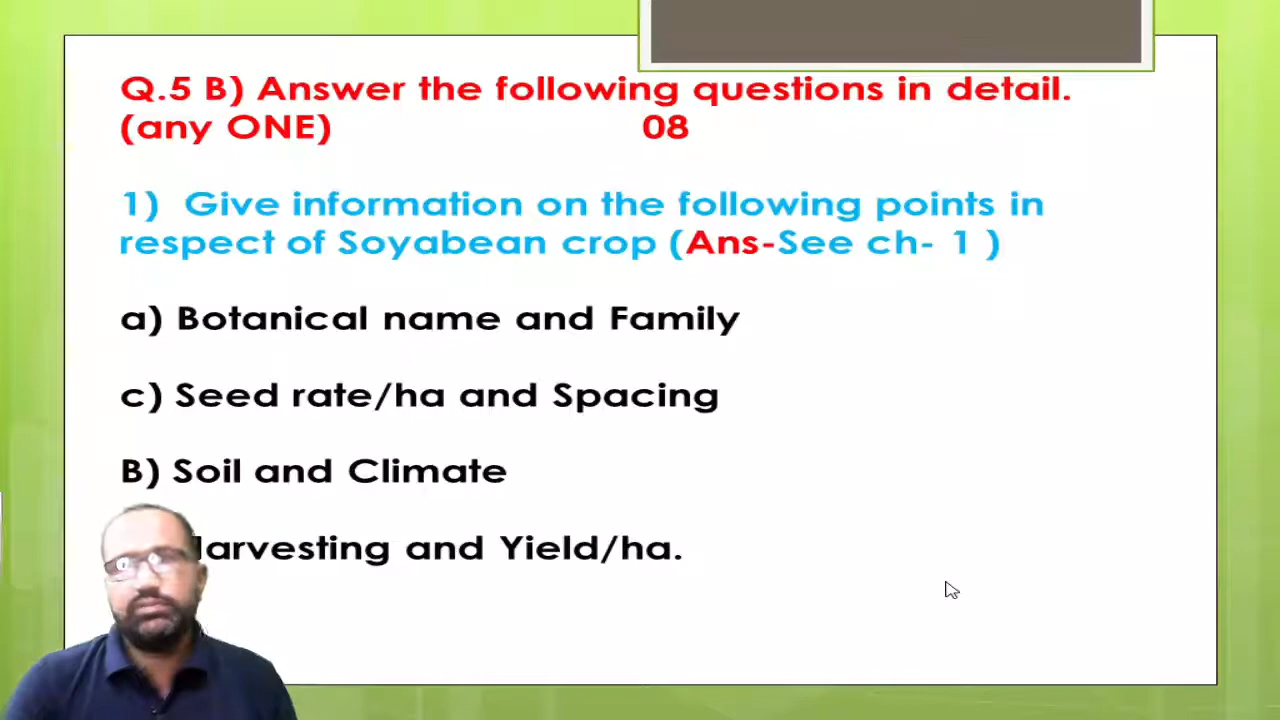 Q.5 B) Answer the following questions in detail.
(any ONE) 08
1) Give information on the following points in
respect of Soyabean crop (Ans-See ch- 1 )
a) Botanical name and Family
c) Seed rate/ha and Spacing
B) Soil and Climate
Harvesting and Yield/ha.